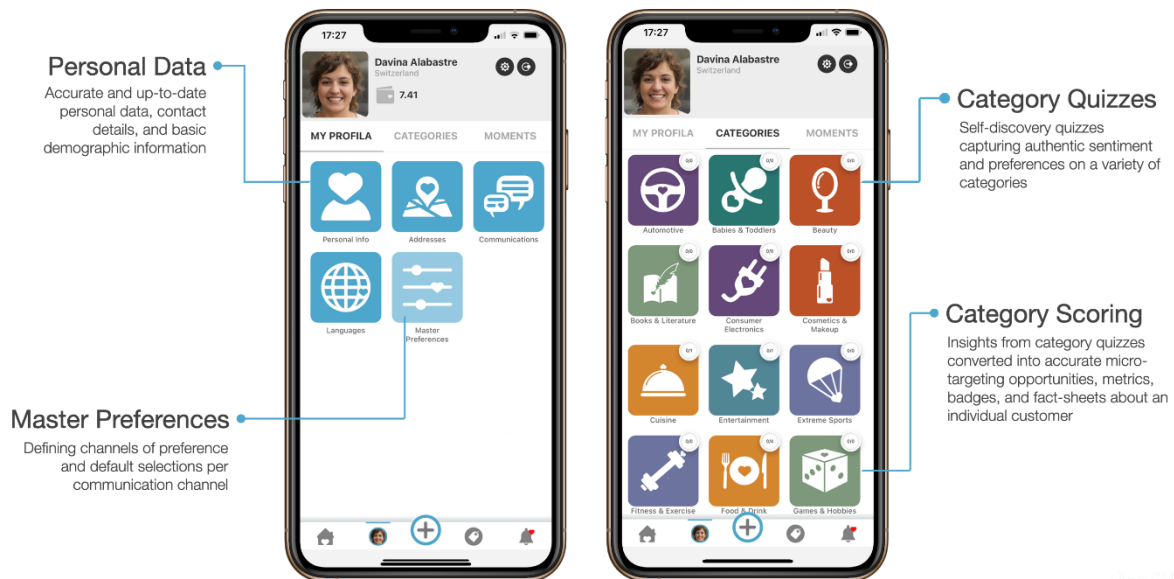 Personal Data
Accurate and up-to-date
personal data, contact
details, and basic
demographic information
Master Preferences
Defining channels of preference
and default selections per
communication channel
17:27
Davina Alabastre
Switzerland
7.41
MY PROFILA CATEGORIES MOMENTS
Personal Info Addresses Communications
Languages Master
Preferences
17:27
Davina Alabastre
Switzerland
MY PROFILA CATEGORIES MOMENTS
0/0 0/0
Automotive Babies & Toddlers Beauty
Books & Literature Consumer
Electronics Cosmetics &
Makeup
Cuisine Entertainment Extreme Sports
Fitness & Exercise Food & Drink Games & Hobbies
Category Quizzes
Self-discovery quizzes
capturing authentic sentiment
and preferences on a variety of
categories
Category Scoring
Insights from category quizzes
converted into accurate micro-
targeting opportunities, metrics,
badges, and fact-sheets about an
individual customer